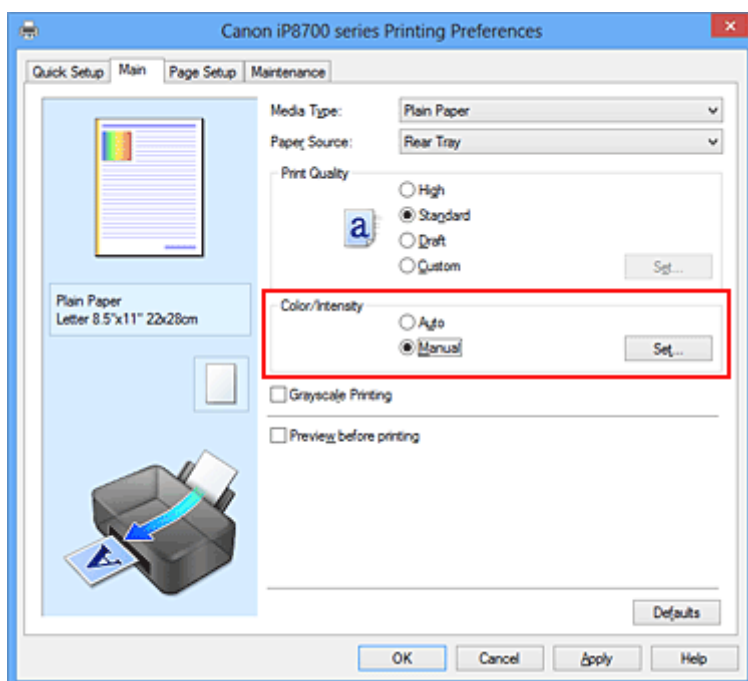 Canon iP8700 series Printing Preferences
Quick Setup Main Page Setup Maintenance
Media Type: Plain Paper
Paper Source: Rear Tray
Print Quality
High
a Standard
Draft
Custom Set...
Plain Paper
Letter 8.5"x11" 22x28cm
Color/Intensity
Auto
Manual Set...
Grayscale Printing
Preview before printing
A
Defaults
OK Cancel Apply Help